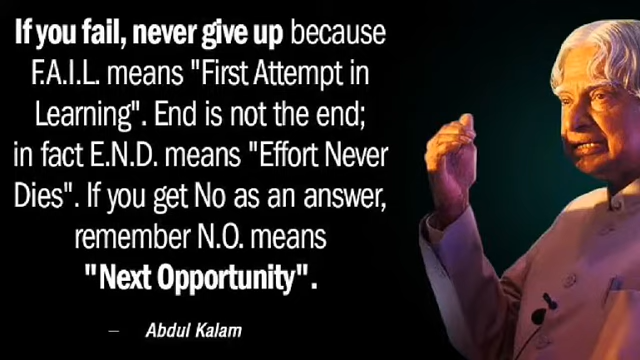 If you fail, never give up because
F.A.I.L. means "First Attempt in
Learning". End is not the end;
in fact E.N.D. means "Effort Never
Dies". If you get No as an answer,
remember N.O. means
"Next Opportunity".
– Abdul Kalam